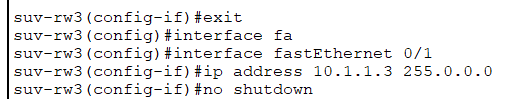 suv-rw3(config-if)#exit
suv-rw3(config)#interface fa
suv-rw3(config)#interface fastEthernet 0/1
suv-rw3(config-if)#ip address 10.1.1.3 255.0.0.0
suv-rw3(config-if)#no shutdown